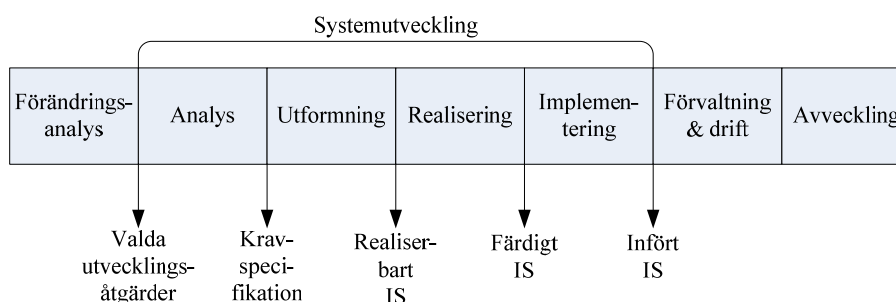 Systemutveckling
Förändrings-
analys
Analys
Utformning
Realisering
Implemen-
tering
Förvaltning
& drift
Avveckling
Valda
utvecklings-
åtgärder
Krav-
speci-
fikation
Realiser-
bart
IS
Färdigt
IS
Infört
IS